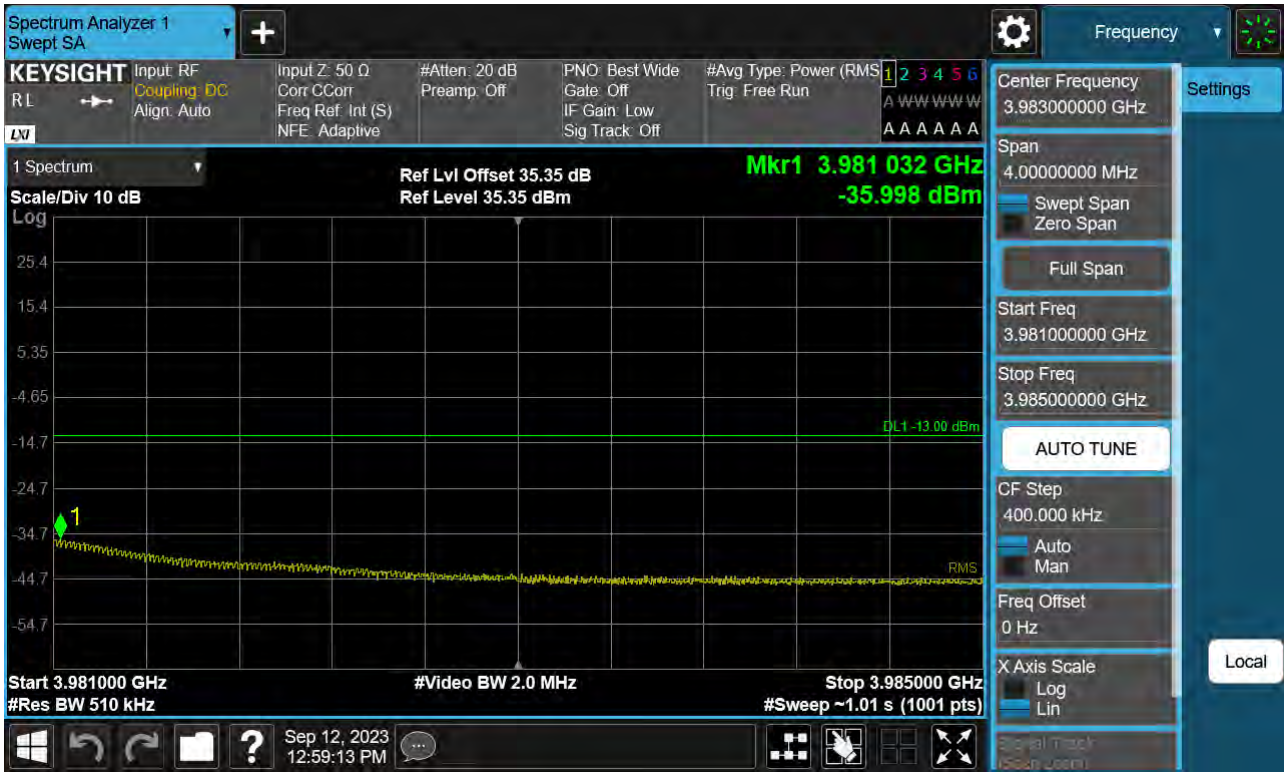 Spectrum Analyzer 1
Swept SA
+
Frequency
KEYSIGHT
RL
LXI
Input: RF
Coupling: DC
Align: Auto
Input Z: 50 Ω
Corr CCorr
Freq Ref: Int (S)
NFE: Adaptive
#Atten: 20 dB
Preamp: Off
PNO: Best Wide
Gate: Off
IF Gain: Low
Sig Track: Off
#Avg Type: Power (RMS
Trig: Free Run
1 2 3 4 5 6
A W W W W W
A A A A A A
1 Spectrum
Scale/Div 10 dB
Log
Ref Lvl Offset 35.35 dB
Ref Level 35.35 dBm
Mkr1 3.981 032 GHz
-35.998 dBm
25.4
15.4
5.35
-4.65
-14.7
-24.7
-34.7
-44.7
-54.7
DL1 -13.00 dBm
1
RMS
Start 3.981000 GHz
#Res BW 510 kHz
#Video BW 2.0 MHz
Stop 3.985000 GHz
#Sweep ~1.01 s (1001 pts)
Center Frequency
3.983000000 GHz
Span
4.00000000 MHz
Swept Span
Zero Span
Full Span
Start Freq
3.981000000 GHz
Stop Freq
3.985000000 GHz
AUTO TUNE
CF Step
400.000 kHz
Auto
Man
Freq Offset
0 Hz
X Axis Scale
Log
Lin
Signal Track
(Span Zoom)
Settings
Local
?
Sep 12, 2023
12:59:13 PM